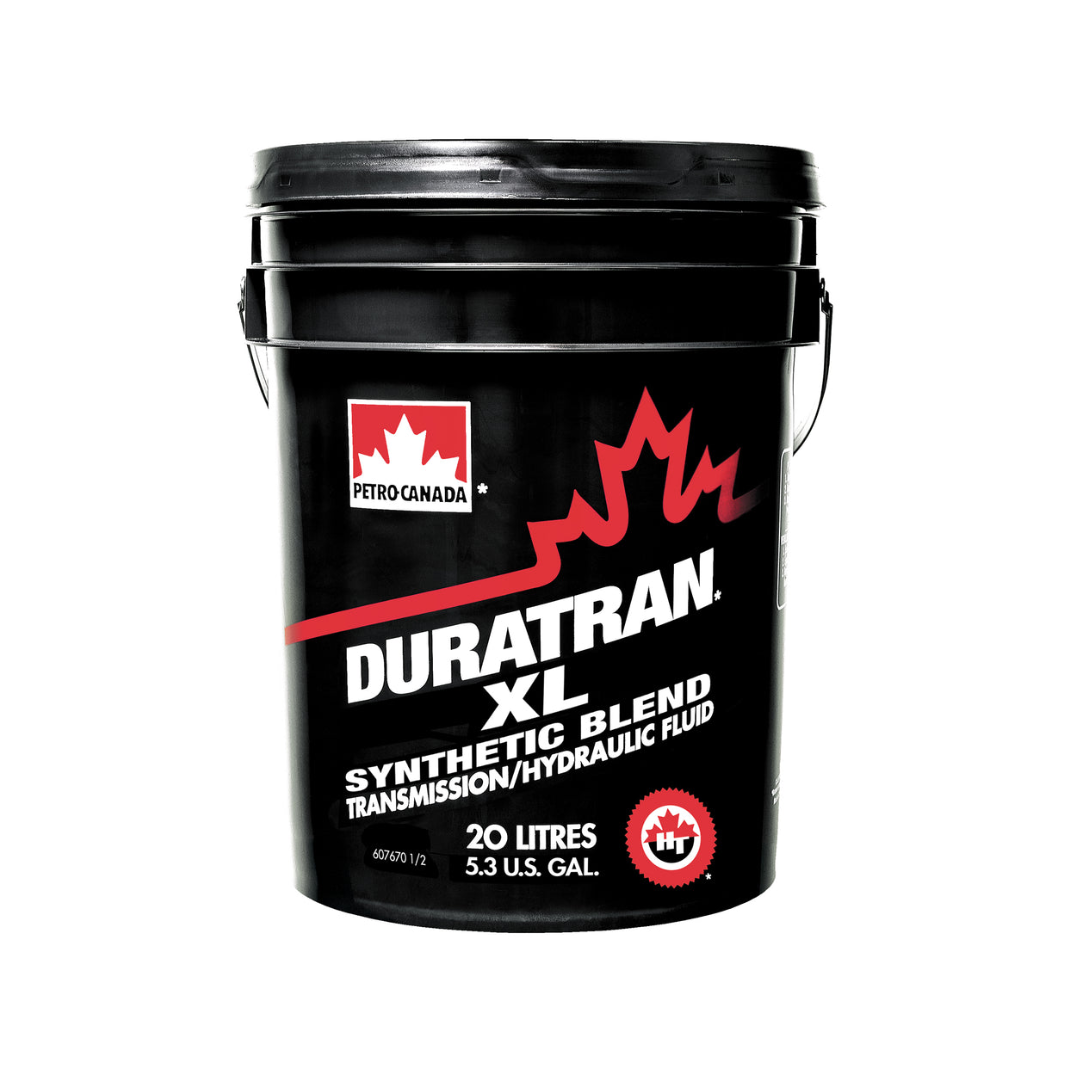 PETRO-CANADA
*
DURATRAN*
XL
SYNTHETIC BLEND
TRANSMISSION/HYDRAULIC FLUID
20 LITRES
5.3 U.S. GAL.
607670 1/2
HT
*